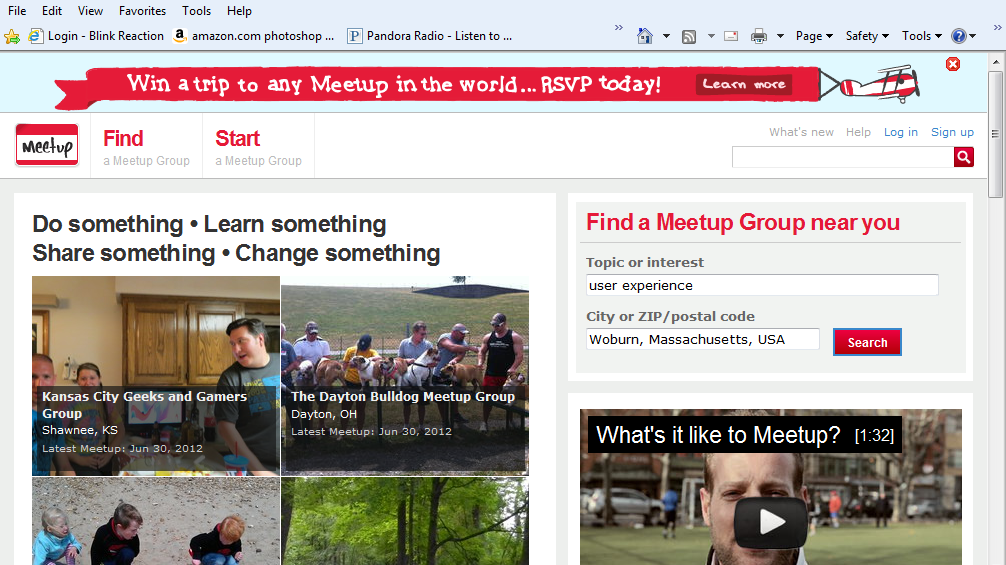 File Edit View Favorites Tools Help
Login - Blink Reaction amazon.com photoshop ... Pandora Radio - Listen to ... » Page Safety Tools »
Win a trip to any Meetup in the world... RSVP today! Learn more
Meetup
Find
a Meetup Group
Start
a Meetup Group
What's new Help Log in Sign up
Do something • Learn something
Share something • Change something
Kansas City Geeks and Gamers
Group
Shawnee, KS
Latest Meetup: Jun 30, 2012
The Dayton Bulldog Meetup Group
Dayton, OH
Latest Meetup: Jun 30, 2012
Find a Meetup Group near you
Topic or interest
user experience
City or ZIP/postal code
Woburn, Massachusetts, USA
Search
What's it like to Meetup? [1:32]